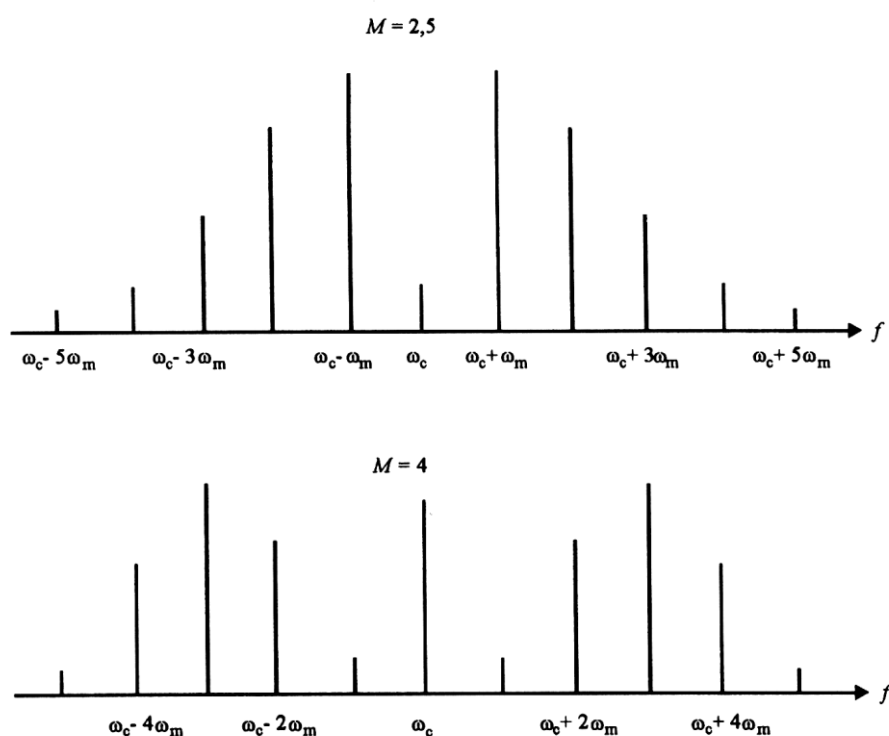 M = 2,5
f
ω_c - 5ω_m ω_c - 3ω_m ω_c - ω_m ω_c ω_c + ω_m ω_c + 3ω_m ω_c + 5ω_m
M = 4
f
ω_c - 4ω_m ω_c - 2ω_m ω_c ω_c + 2ω_m ω_c + 4ω_m